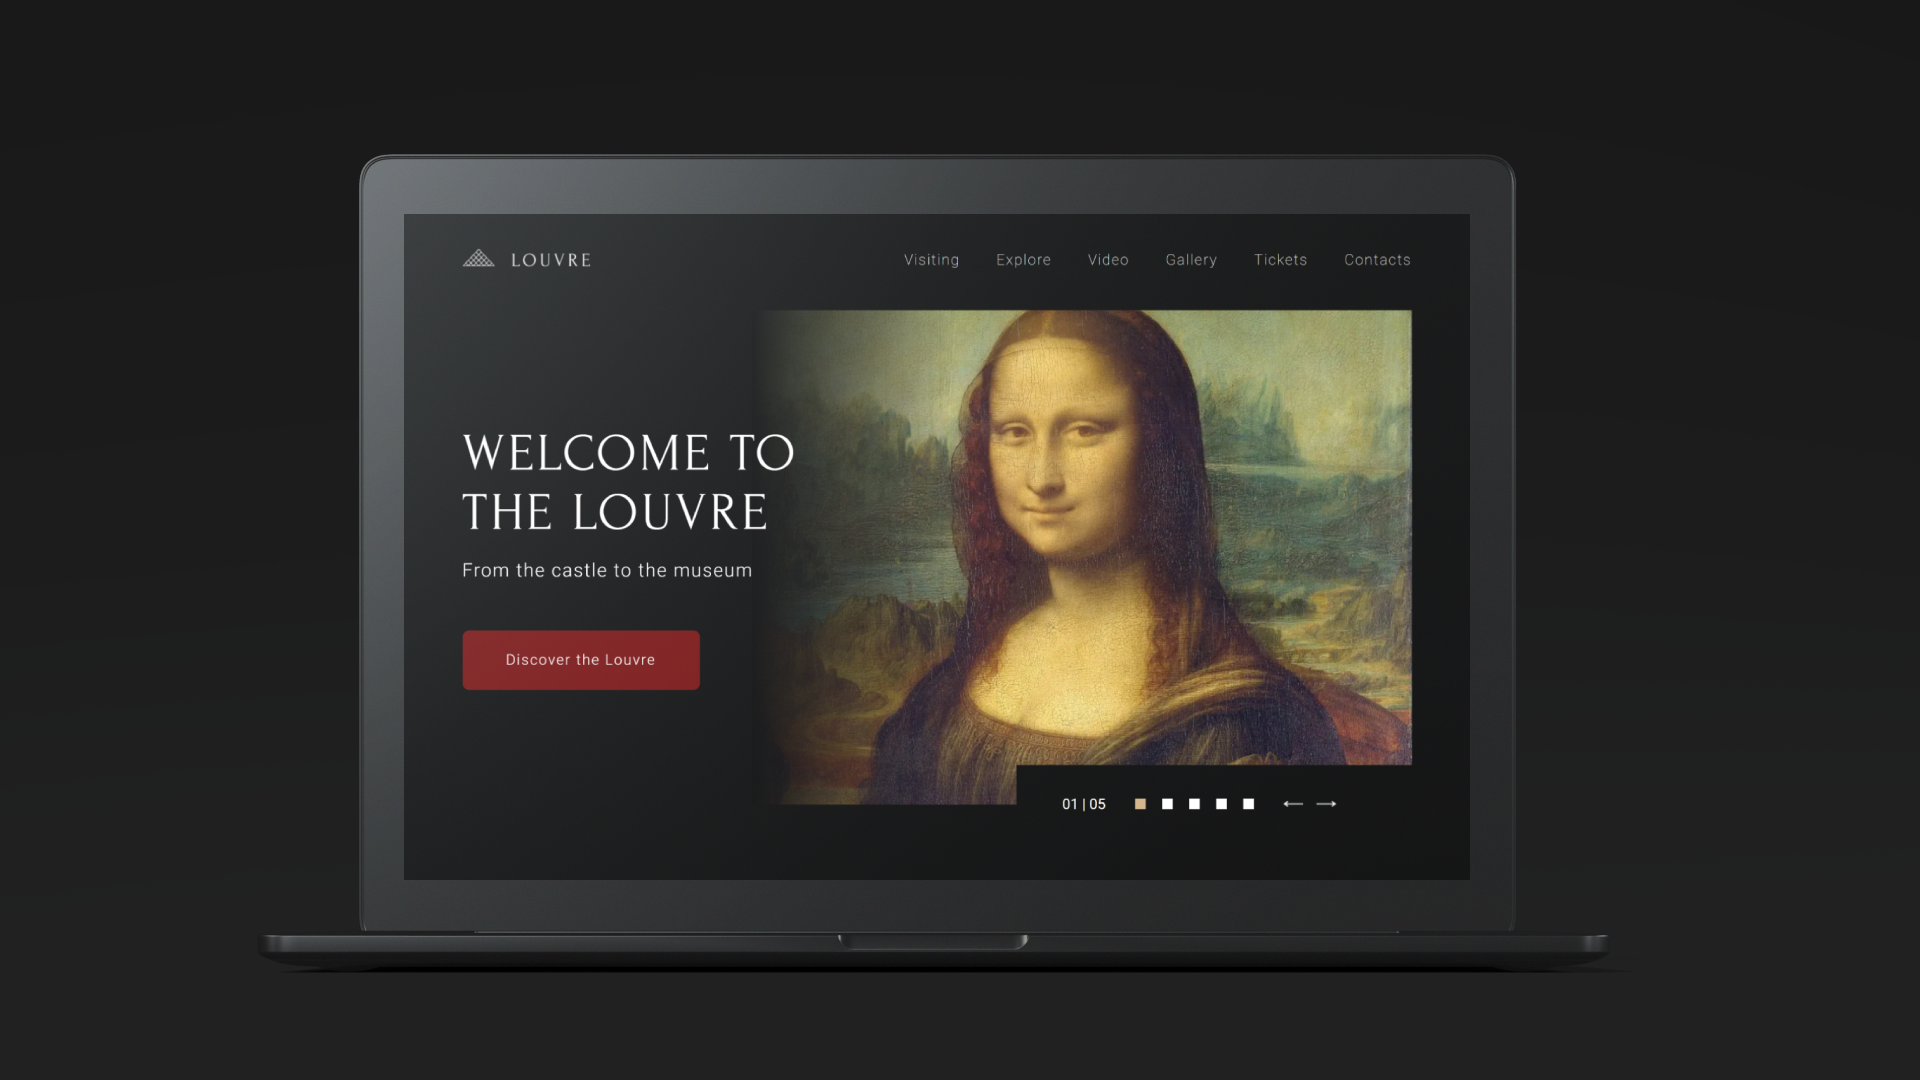 LOUVRE
Visiting Explore Video Gallery Tickets Contacts
WELCOME TO
THE LOUVRE
From the castle to the museum
Discover the Louvre
01 | 05